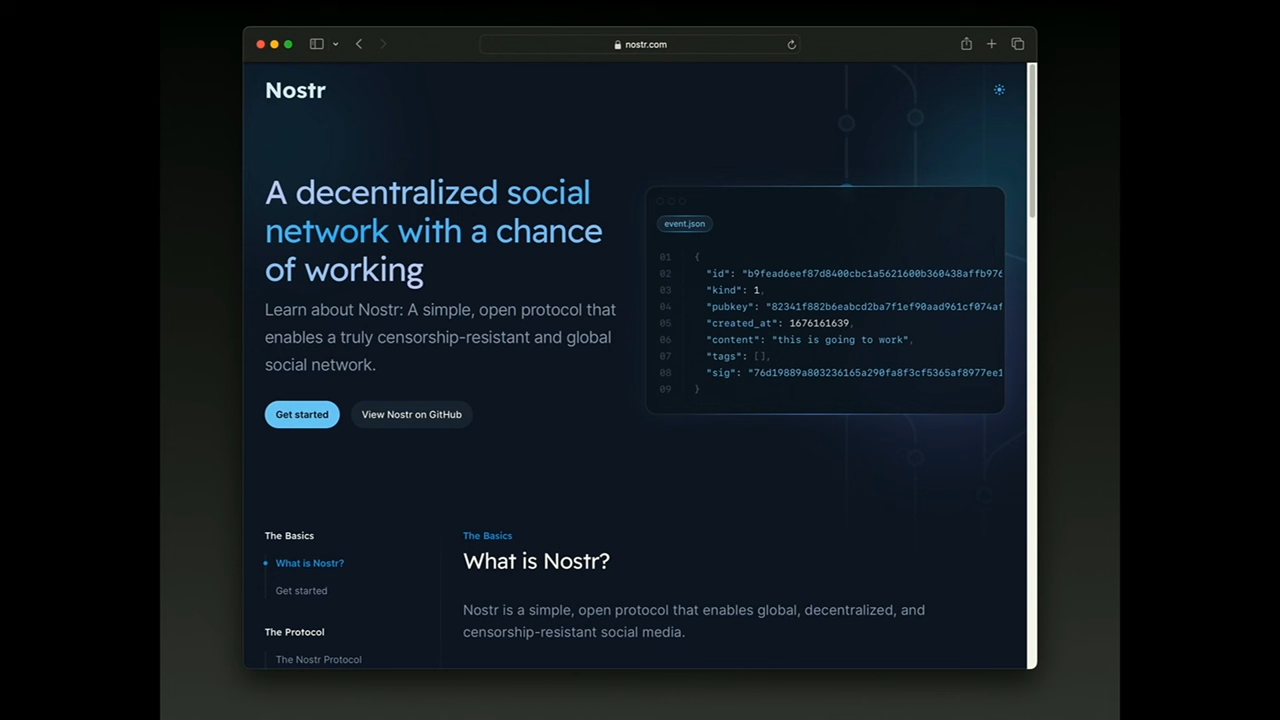 nostr.com
Nostr
A decentralized social
network with a chance
of working
Learn about Nostr: A simple, open protocol that
enables a truly censorship-resistant and global
social network.
Get started
View Nostr on GitHub
event.json
01 {
02 "id": "b9fead6eef87d8400cbc1a5621600b360438affb976
03 "kind": 1,
04 "pubkey": "82341f882b6eabcd2ba7f1ef90aad961cf074af
05 "created_at": 1676161639,
06 "content": "this is going to work",
07 "tags": [],
08 "sig": "76d19889a803236165a290fa8f3cf5365af8977ee1
09 }
The Basics
What is Nostr?
Get started
The Protocol
The Nostr Protocol
The Basics
What is Nostr?
Nostr is a simple, open protocol that enables global, decentralized, and
censorship-resistant social media.